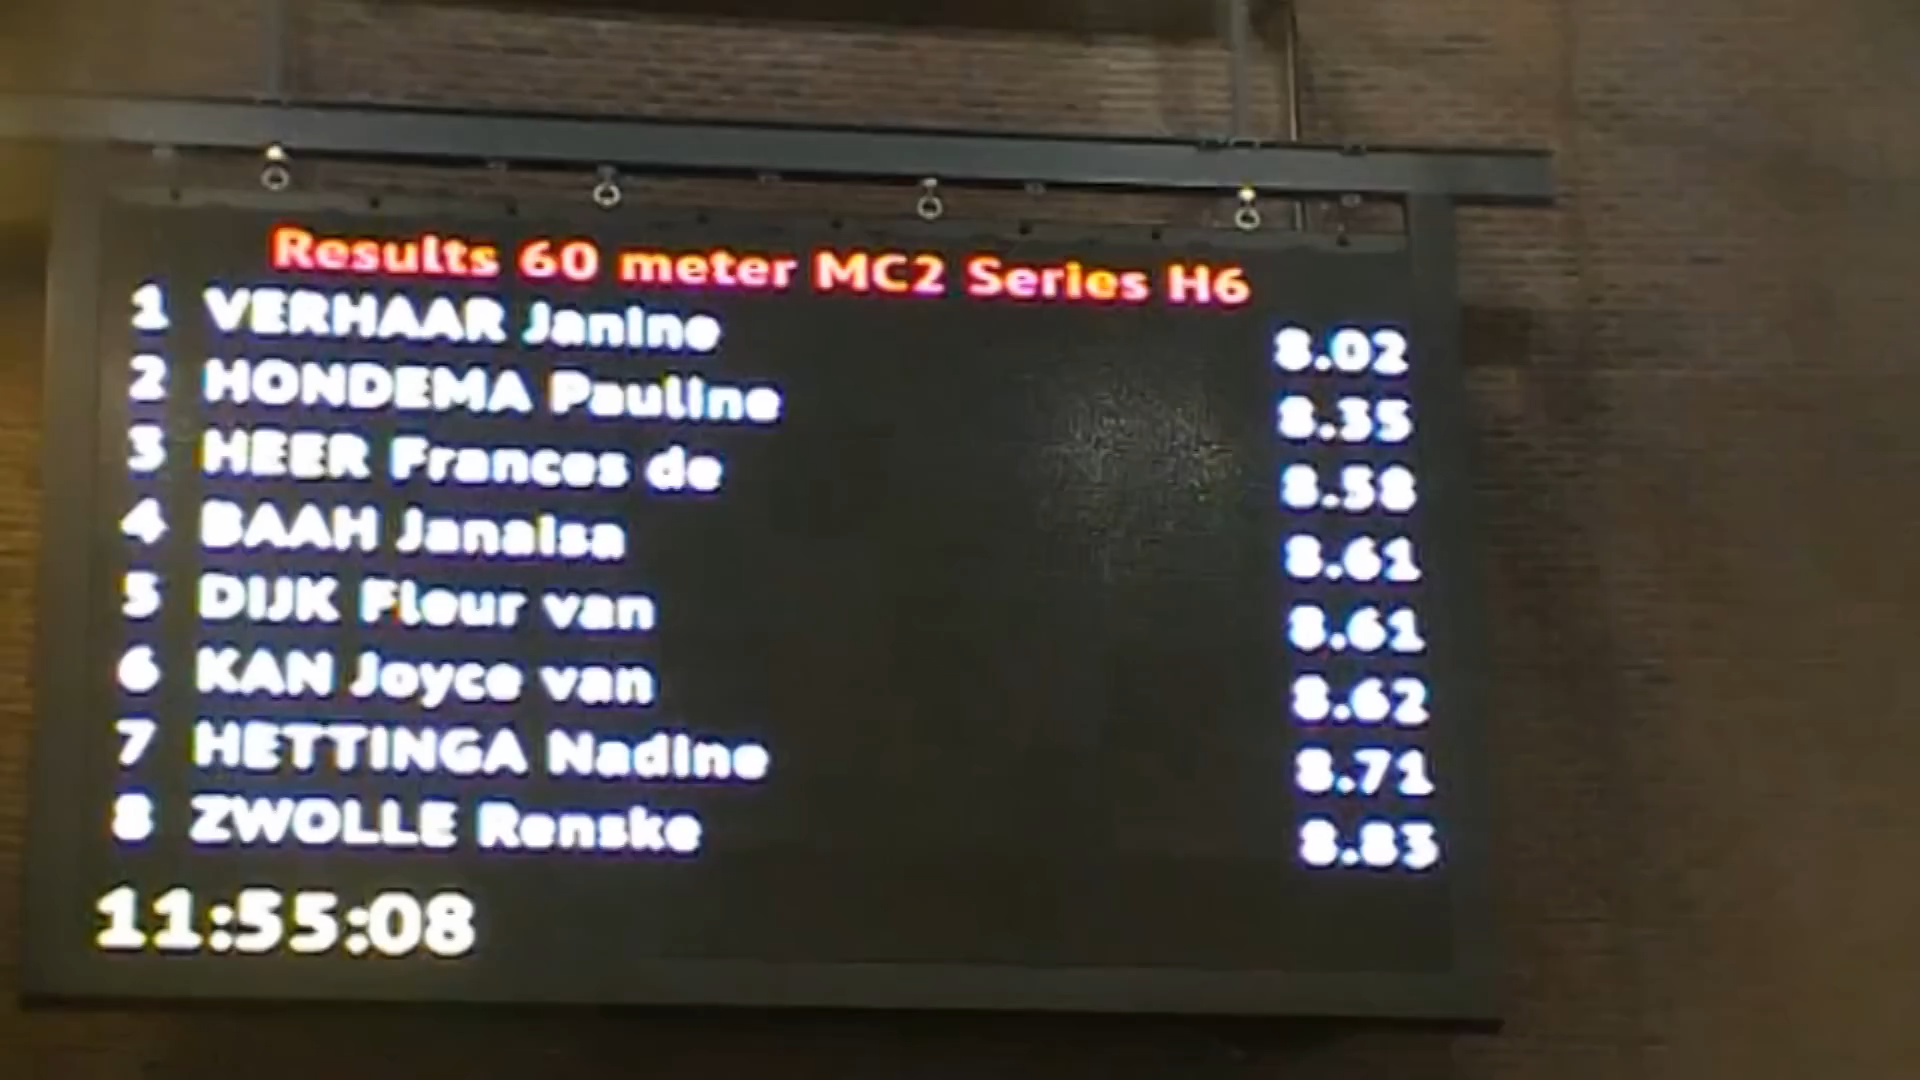 Results 60 meter MC2 Series H6
1 VERHAAR Janine 8.02
2 HONDEMA Pauline 8.35
3 HEER Frances de 8.58
4 BAAH Janaisa 8.61
5 DIJK Fleur van 8.61
6 KAN Joyce van 8.62
7 HETTINGA Nadine 8.71
8 ZWOLLE Renske 8.83
11:55:08